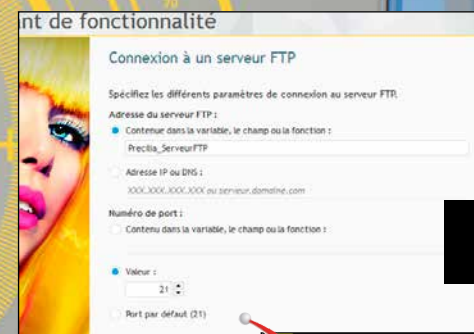 nt de fonctionnalité
Connexion à un serveur FTP
Spécifiez les différents paramètres de connexion au serveur FTP.
Adresse du serveur FTP :
Contenue dans la variable, le champ ou la fonction :
Precilia_ServeurFTP
Adresse IP ou DNS :
XXX.XXX.XXX.XXX ou serveur.domaine.com
Numéro de port :
Contenu dans la variable, le champ ou la fonction :
Valeur :
21
Port par défaut (21)